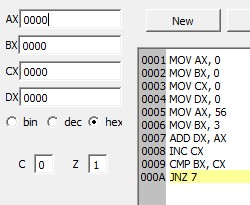 AX 0000
BX 0000
CX 0000
DX 0000
bin dec hex
C 0 Z 1
New
0001 MOV AX, 0
0002 MOV BX, 0
0003 MOV CX, 0
0004 MOV DX, 0
0005 MOV AX, 56
0006 MOV BX, 3
0007 ADD DX, AX
0008 INC CX
0009 CMP BX, CX
000A JNZ 7